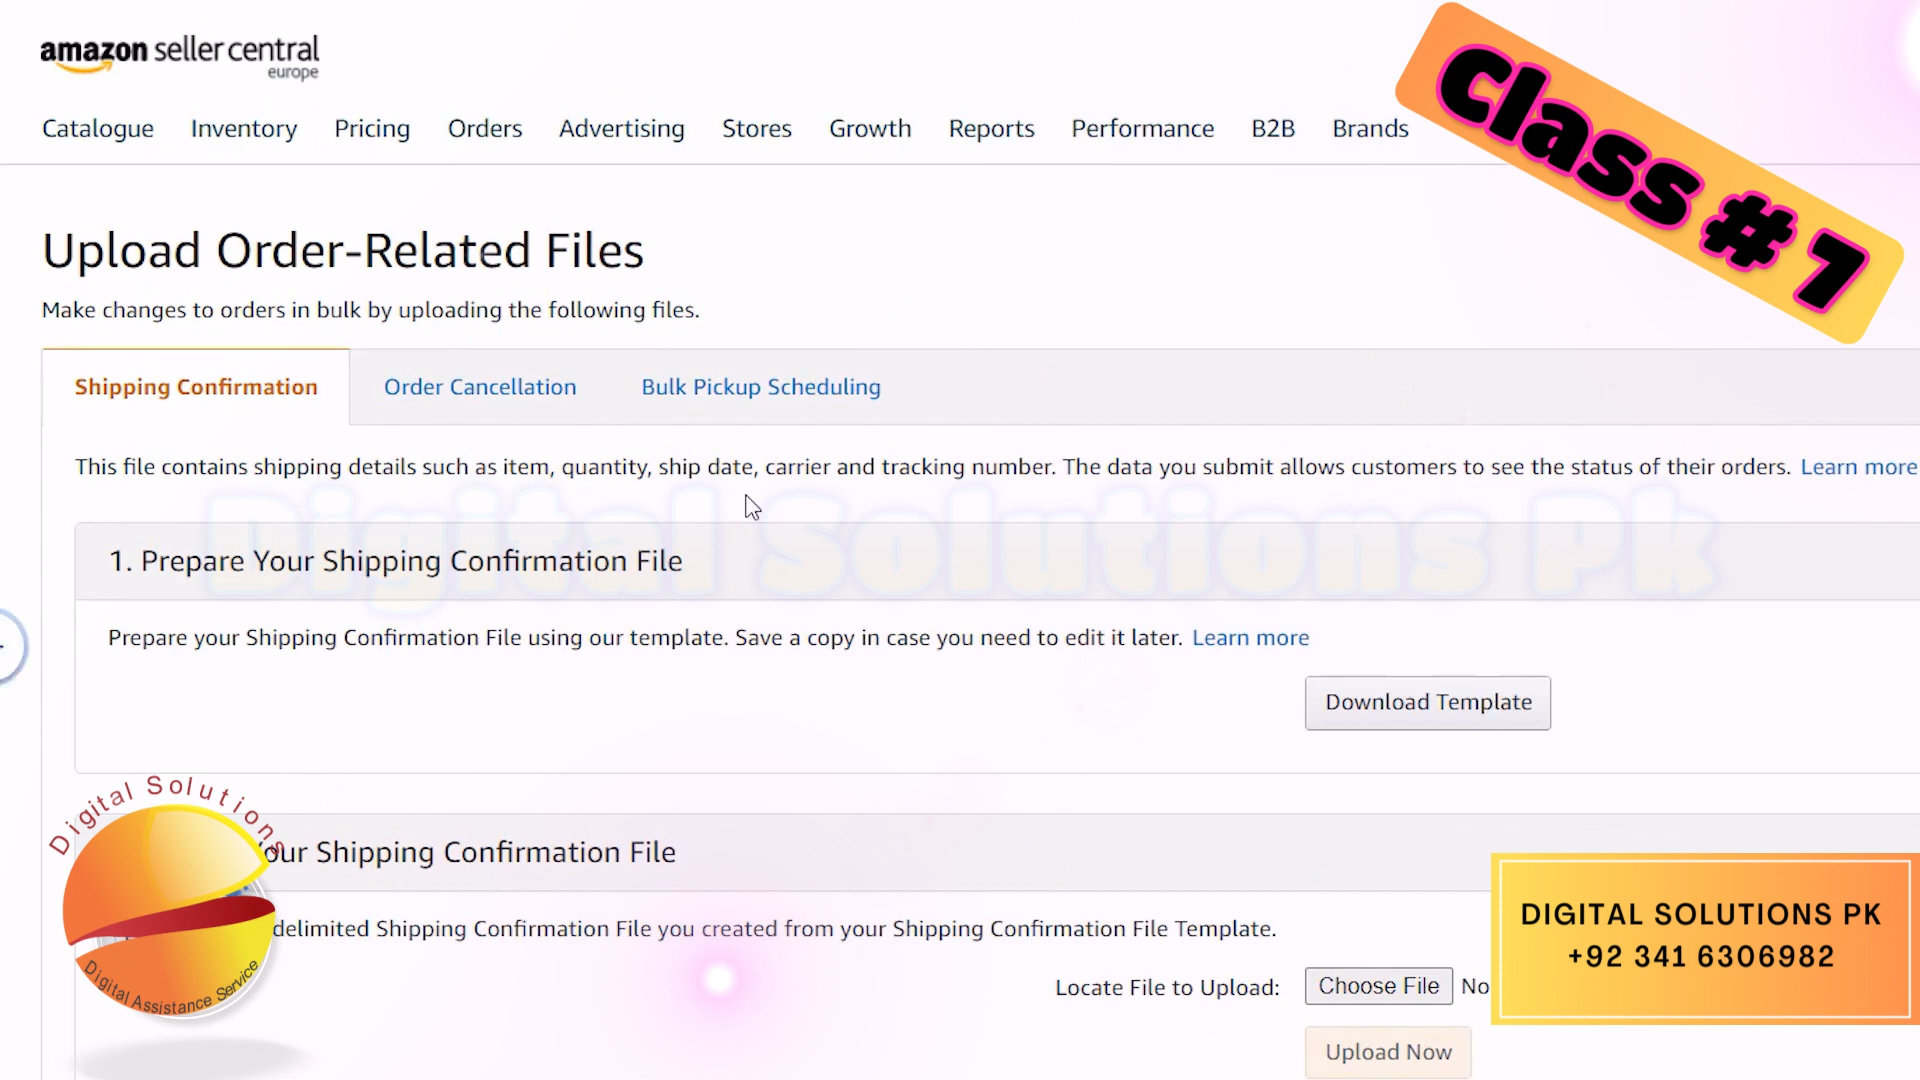 amazon seller central
europe
Catalogue Inventory Pricing Orders Advertising Stores Growth Reports Performance B2B Brands
Class # 7
Upload Order-Related Files
Make changes to orders in bulk by uploading the following files.
Shipping Confirmation Order Cancellation Bulk Pickup Scheduling
This file contains shipping details such as item, quantity, ship date, carrier and tracking number. The data you submit allows customers to see the status of their orders. Learn more
Digital Solutions Pk
1. Prepare Your Shipping Confirmation File
Prepare your Shipping Confirmation File using our template. Save a copy in case you need to edit it later. Learn more
Download Template
Digital Solutions
Your Shipping Confirmation File
delimited Shipping Confirmation File you created from your Shipping Confirmation File Template.
Digital Assistance Service
Locate File to Upload: Choose File No
Upload Now
DIGITAL SOLUTIONS PK
+92 341 6306982